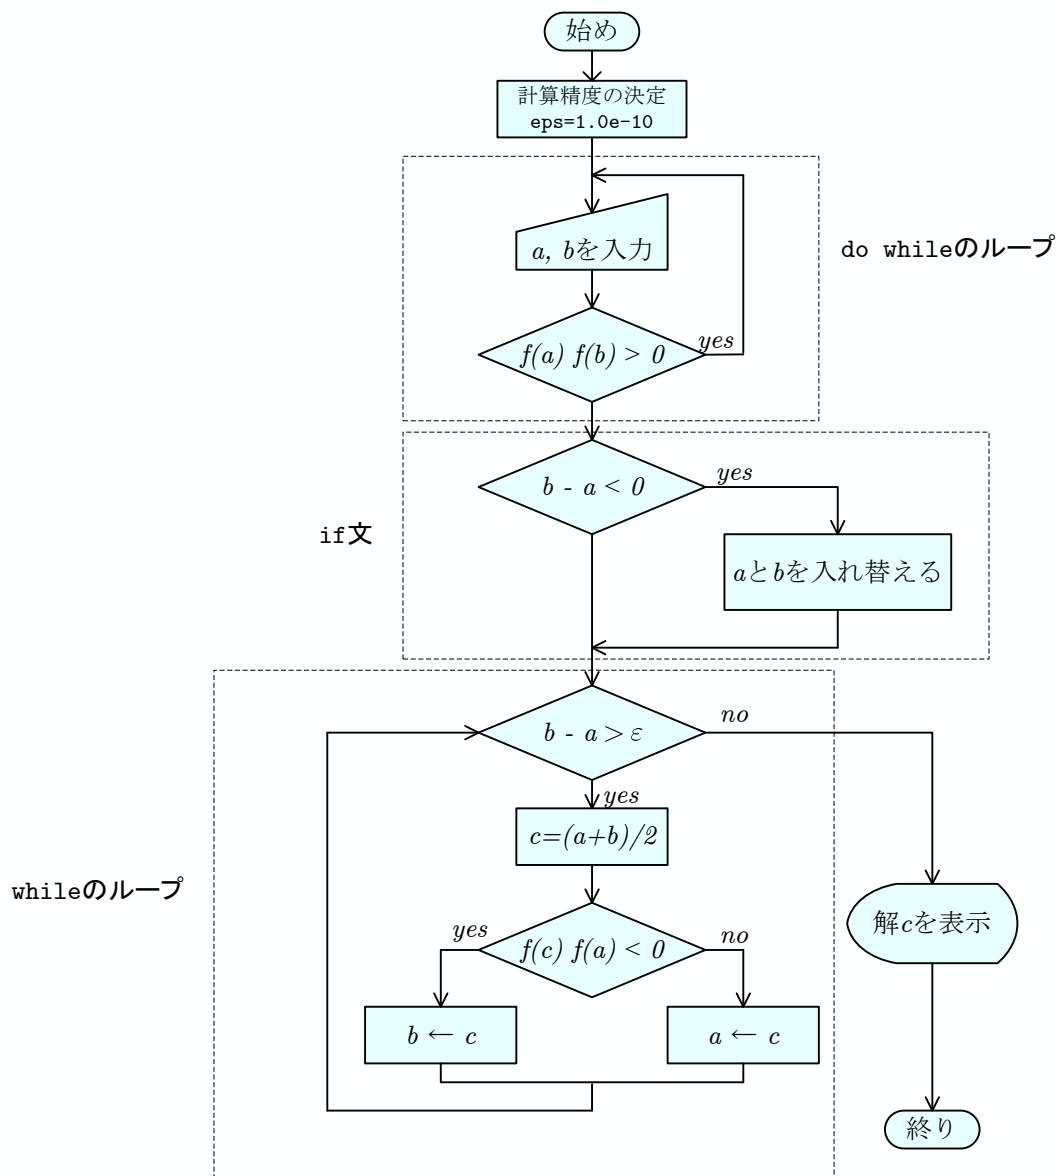 始め
計算精度の決定
eps=1.0e-10
a, bを入力
do whileのループ
f(a) f(b) > 0
yes
b - a < 0
yes
if文
aとbを入れ替える
b - a > ε
no
yes
c=(a+b)/2
whileのループ
解cを表示
yes
f(c) f(a) < 0
no
b ← c
a ← c
終り